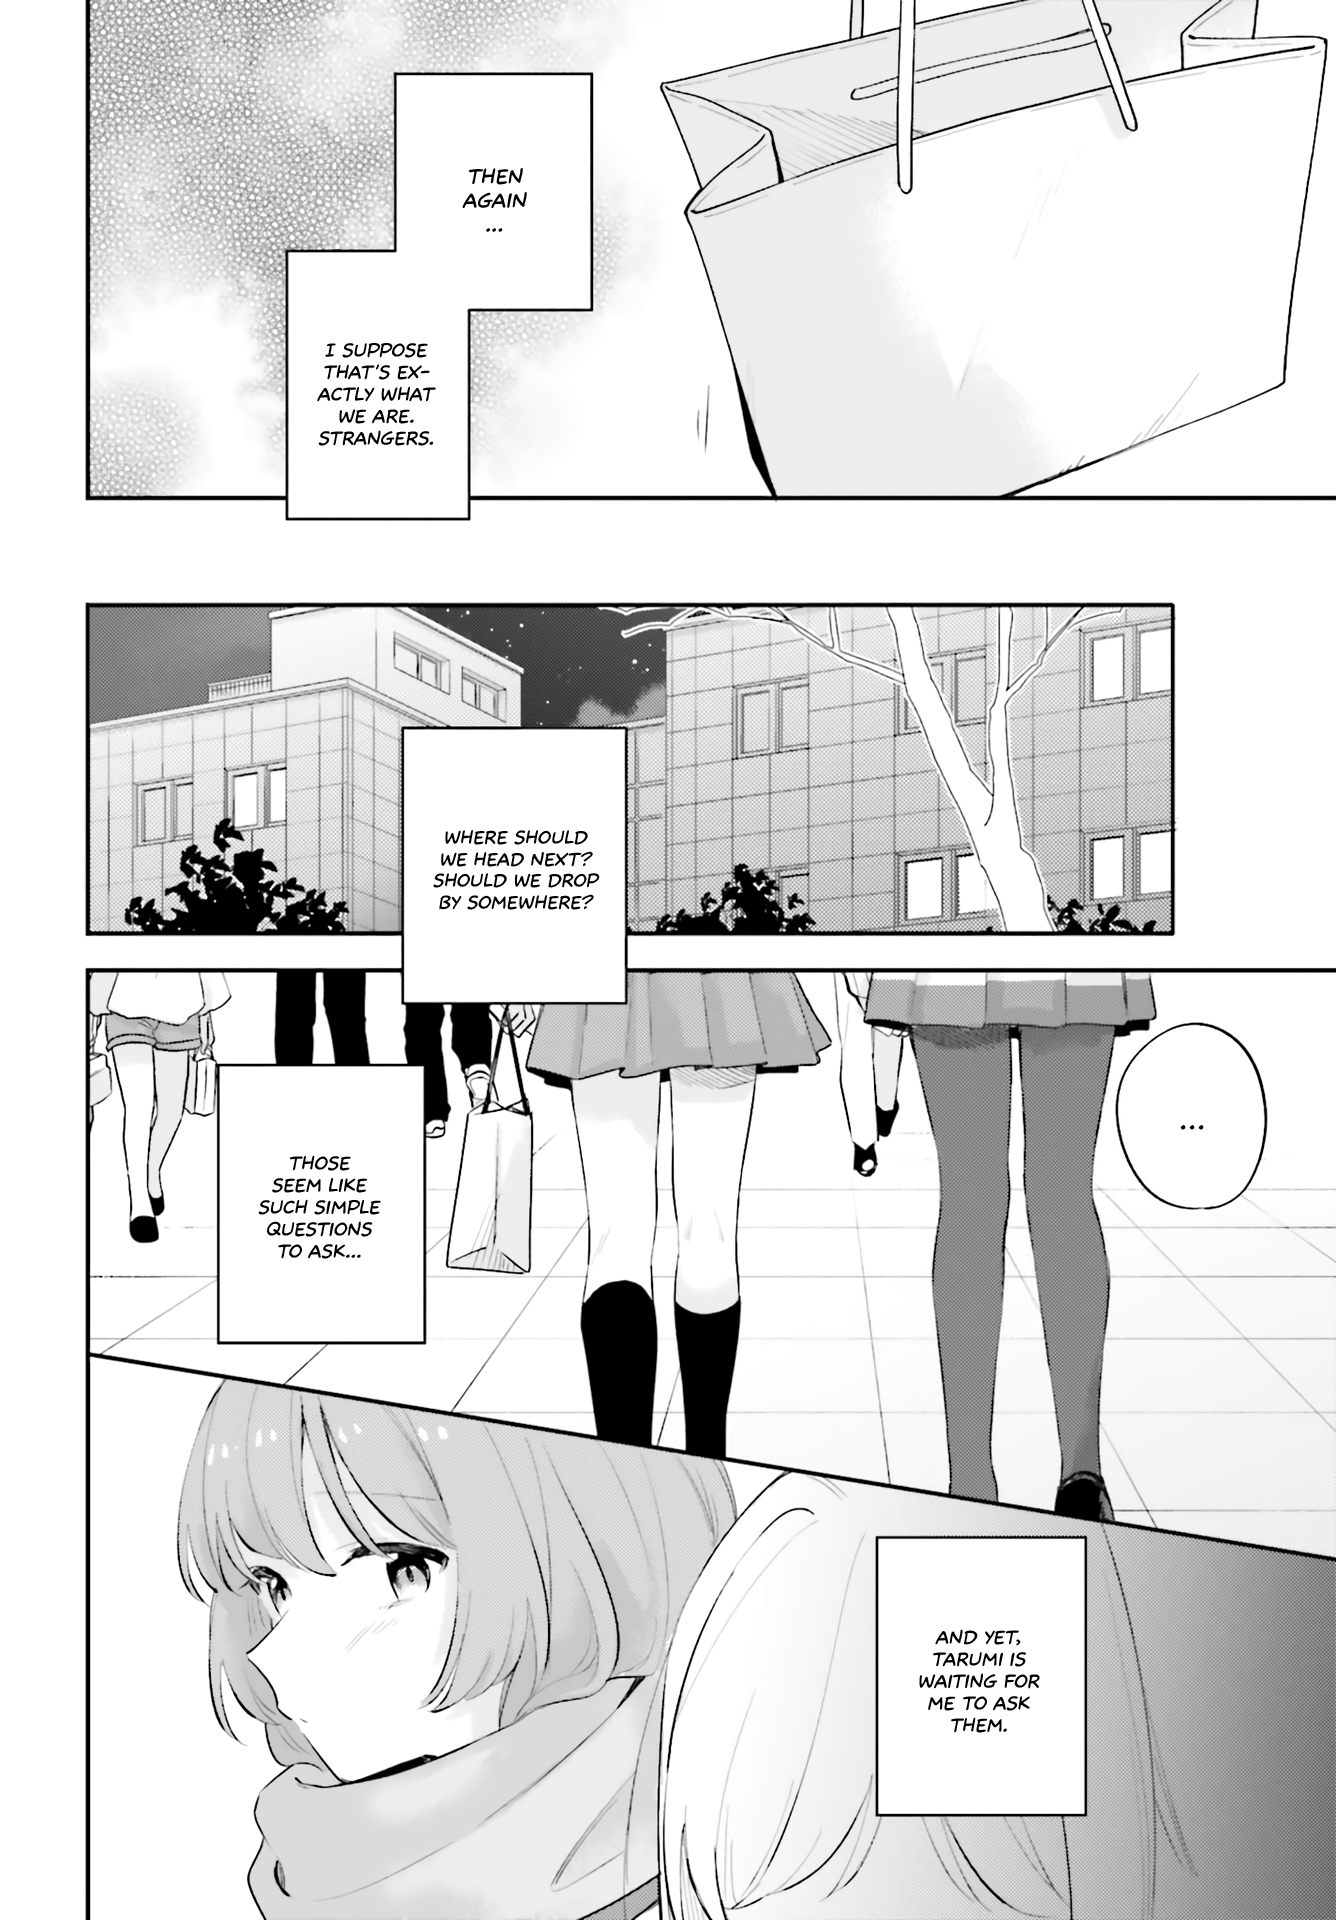 THEN
AGAIN
...
I SUPPOSE
THAT'S EX-
ACTLY WHAT
WE ARE.
STRANGERS.
WHERE SHOULD
WE HEAD NEXT?
SHOULD WE DROP
BY SOMEWHERE?
...
THOSE
SEEM LIKE
SUCH SIMPLE
QUESTIONS
TO ASK...
AND YET,
TARUMI IS
WAITING FOR
ME TO ASK
THEM.